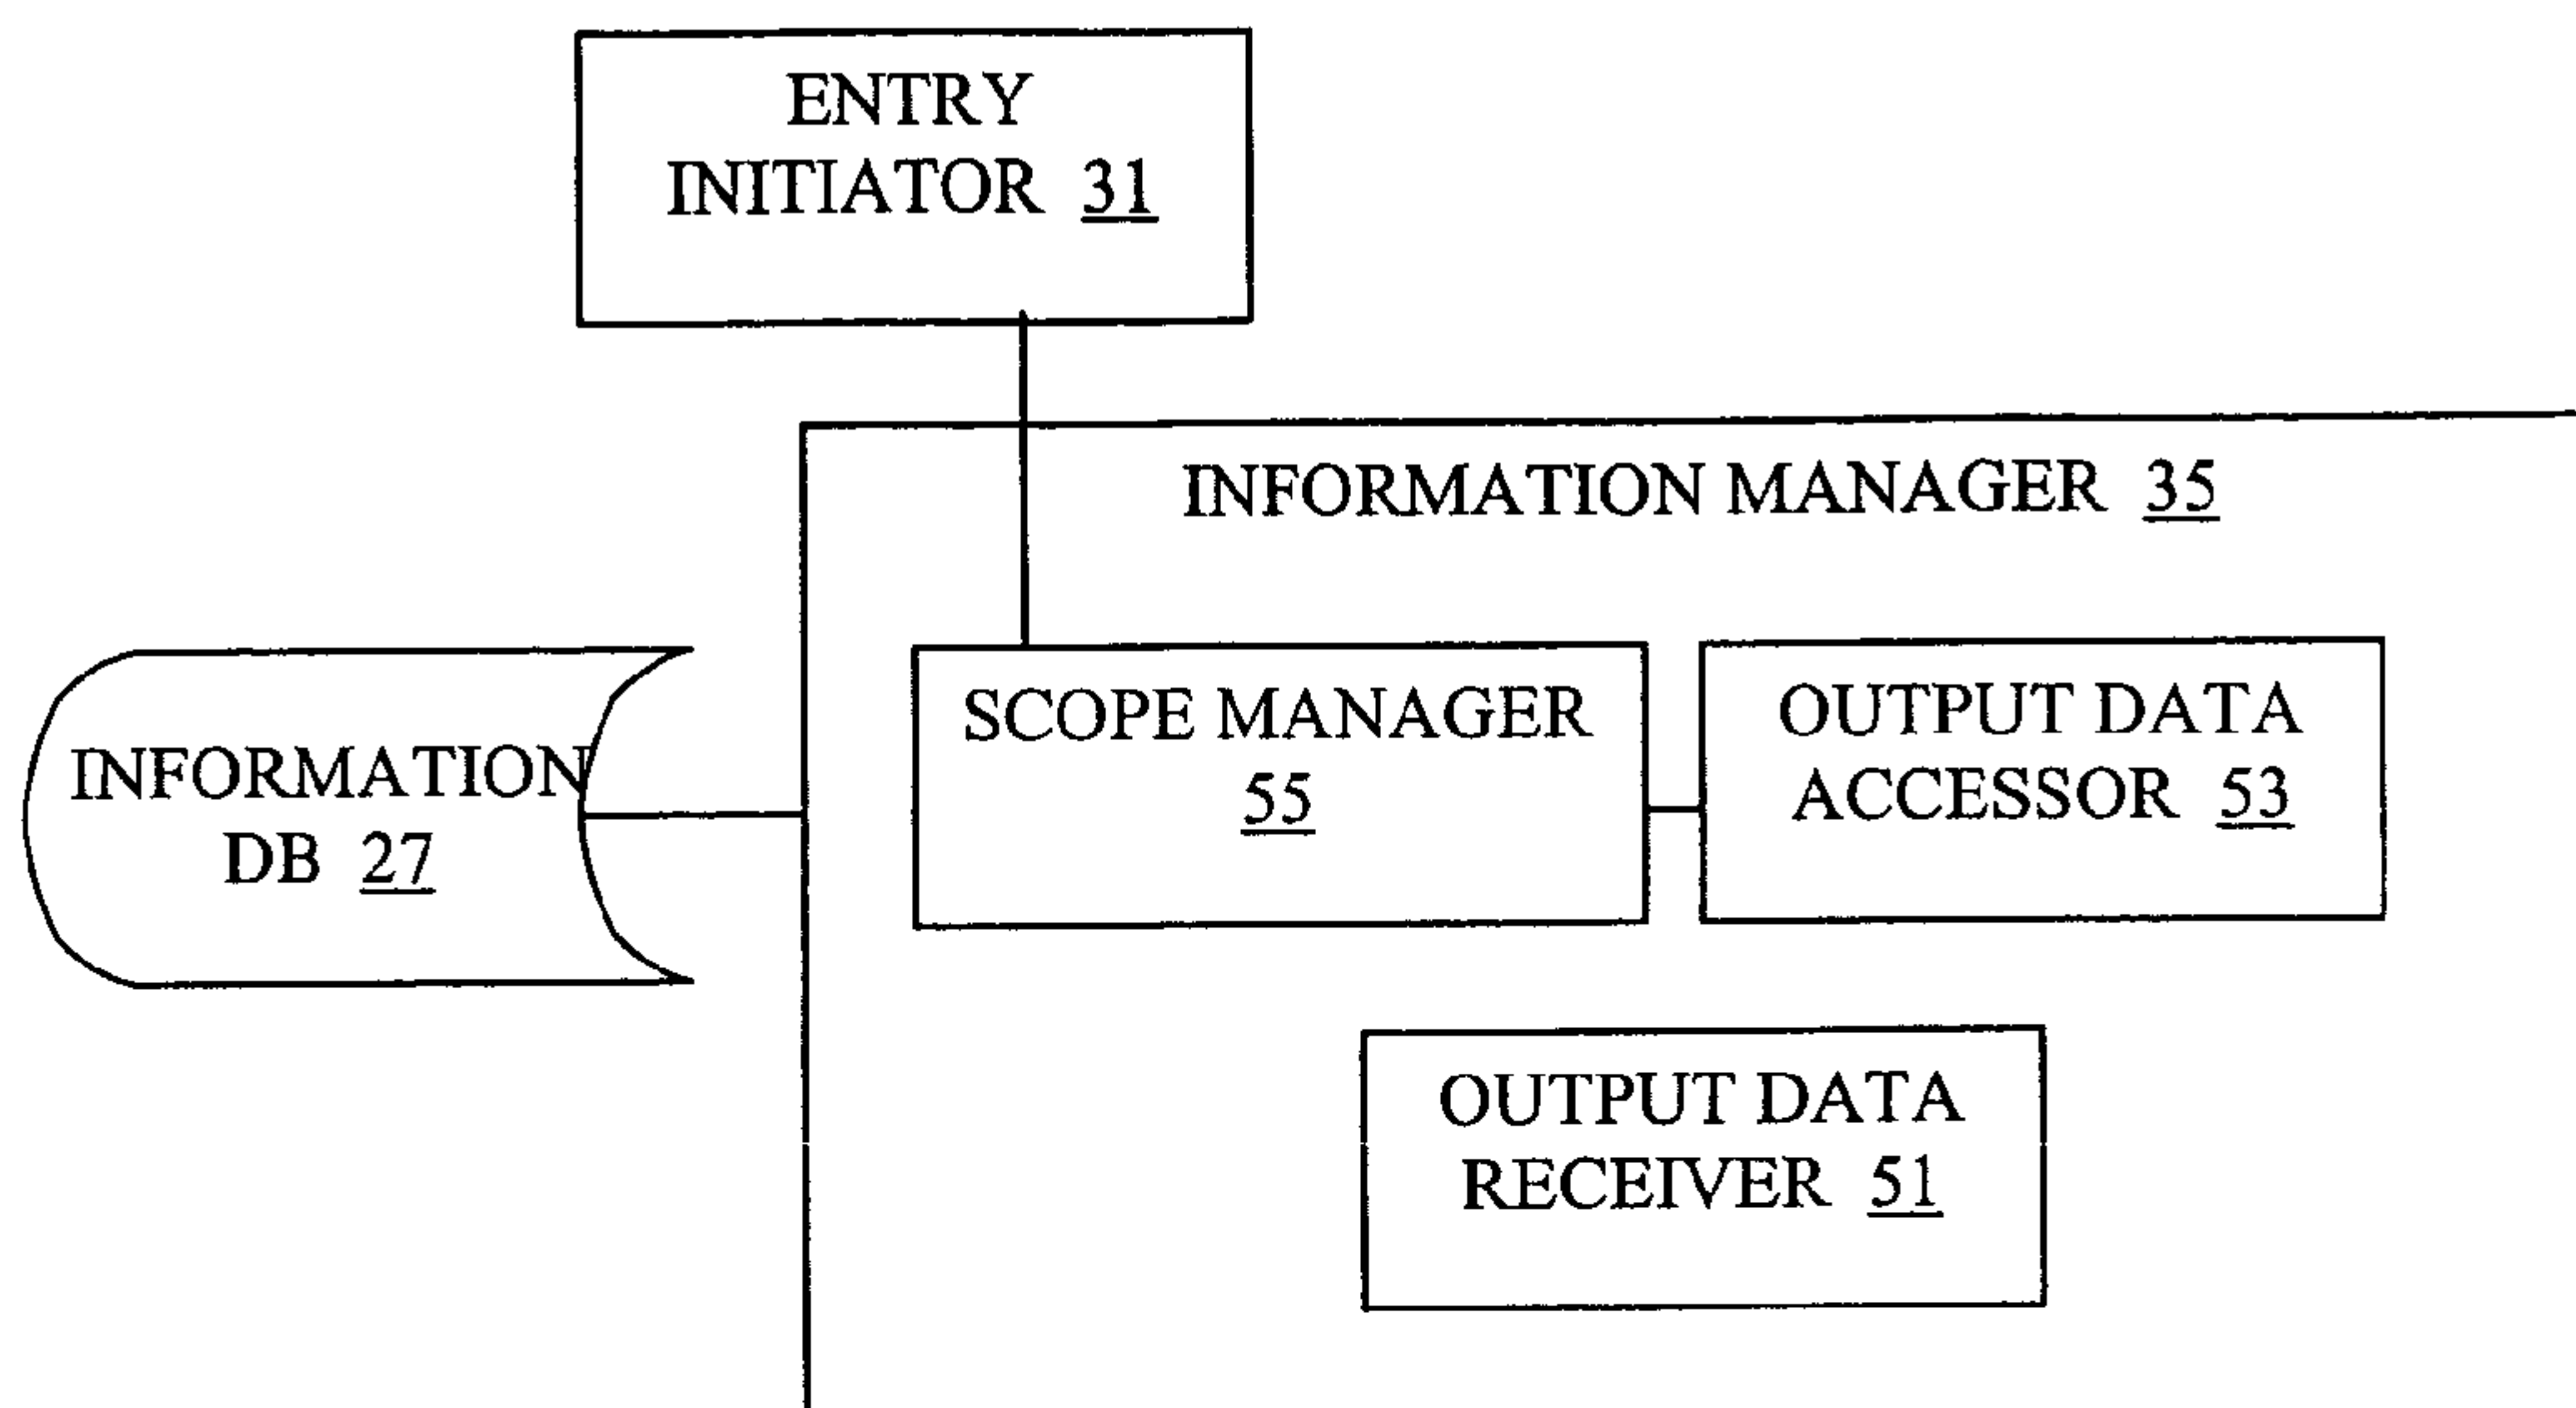 ENTRY
INITIATOR 31
INFORMATION MANAGER 35
SCOPE MANAGER
55
OUTPUT DATA
ACCESSOR 53
INFORMATION
DB 27
OUTPUT DATA
RECEIVER 51